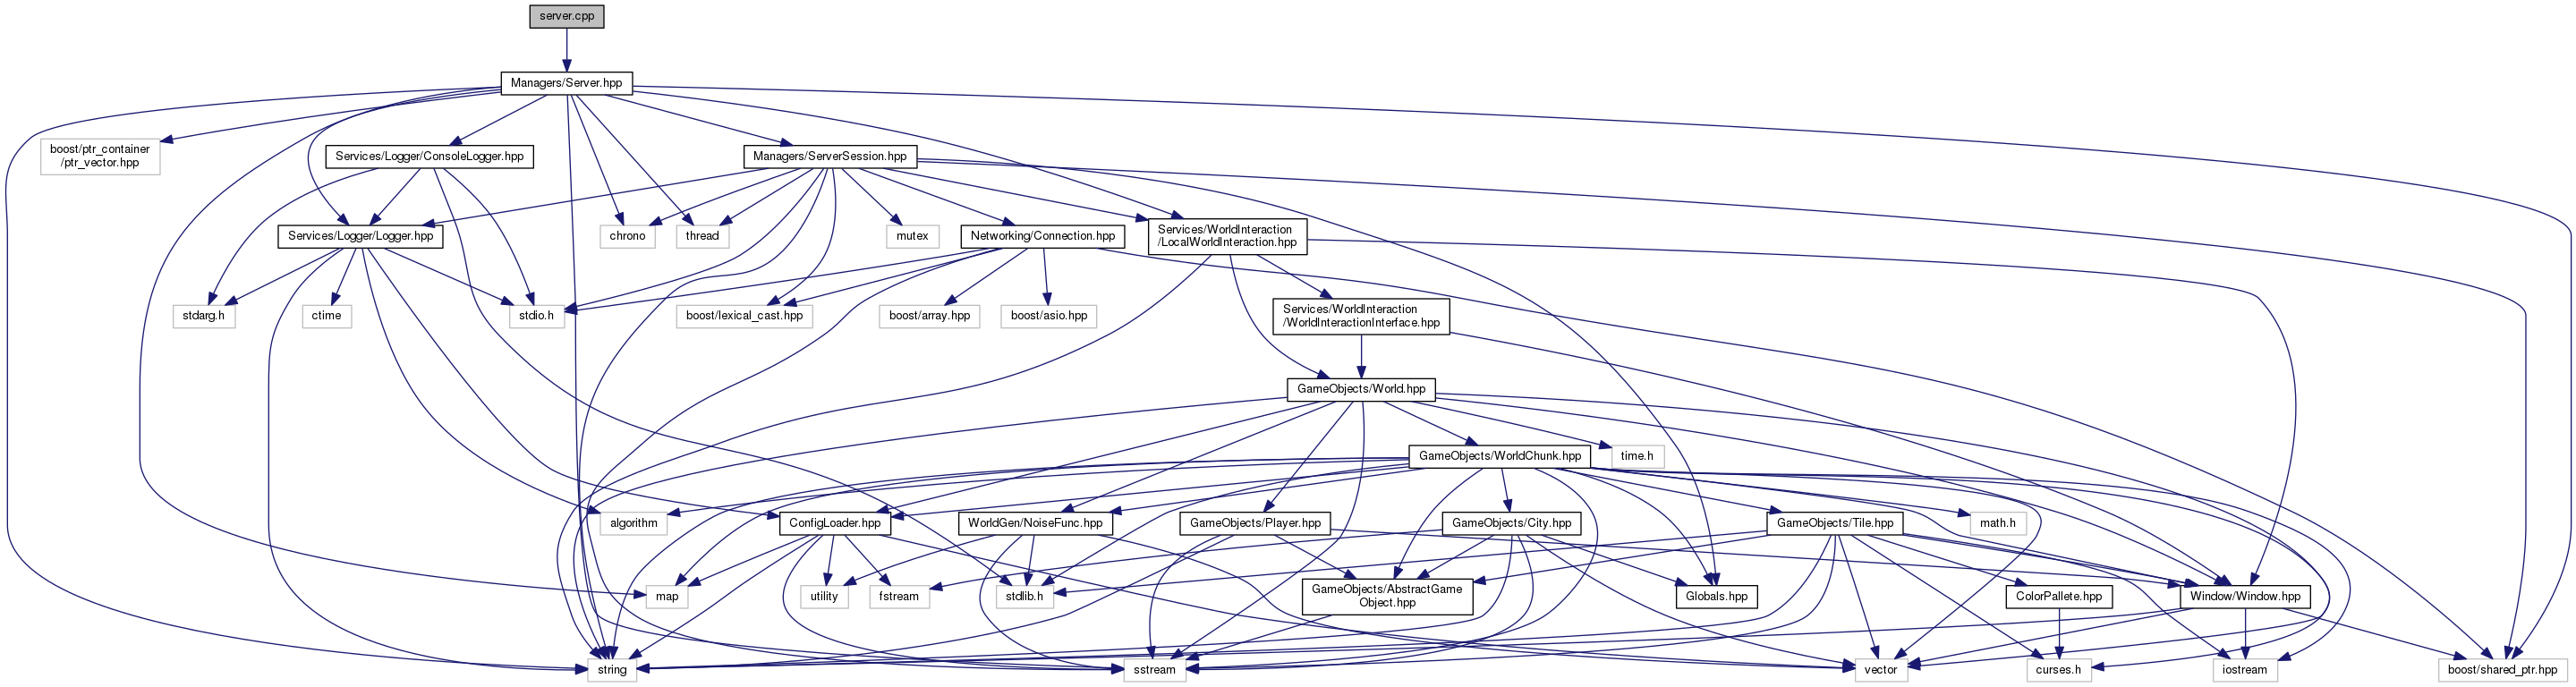 server.cpp
Managers/Server.hpp
boost/ptr_container
/ptr_vector.hpp
Services/Logger/ConsoleLogger.hpp
Managers/ServerSession.hpp
Services/Logger/Logger.hpp
chrono
thread
mutex
Networking/Connection.hpp
Services/WorldInteraction
/LocalWorldInteraction.hpp
stdarg.h
ctime
stdio.h
boost/lexical_cast.hpp
boost/array.hpp
boost/asio.hpp
Services/WorldInteraction
/WorldInteractionInterface.hpp
GameObjects/World.hpp
GameObjects/WorldChunk.hpp
time.h
algorithm
ConfigLoader.hpp
WorldGen/NoiseFunc.hpp
GameObjects/Player.hpp
GameObjects/City.hpp
GameObjects/Tile.hpp
math.h
map
utility
fstream
stdlib.h
GameObjects/AbstractGame
Object.hpp
Globals.hpp
ColorPallete.hpp
Window/Window.hpp
string
sstream
vector
curses.h
iostream
boost/shared_ptr.hpp